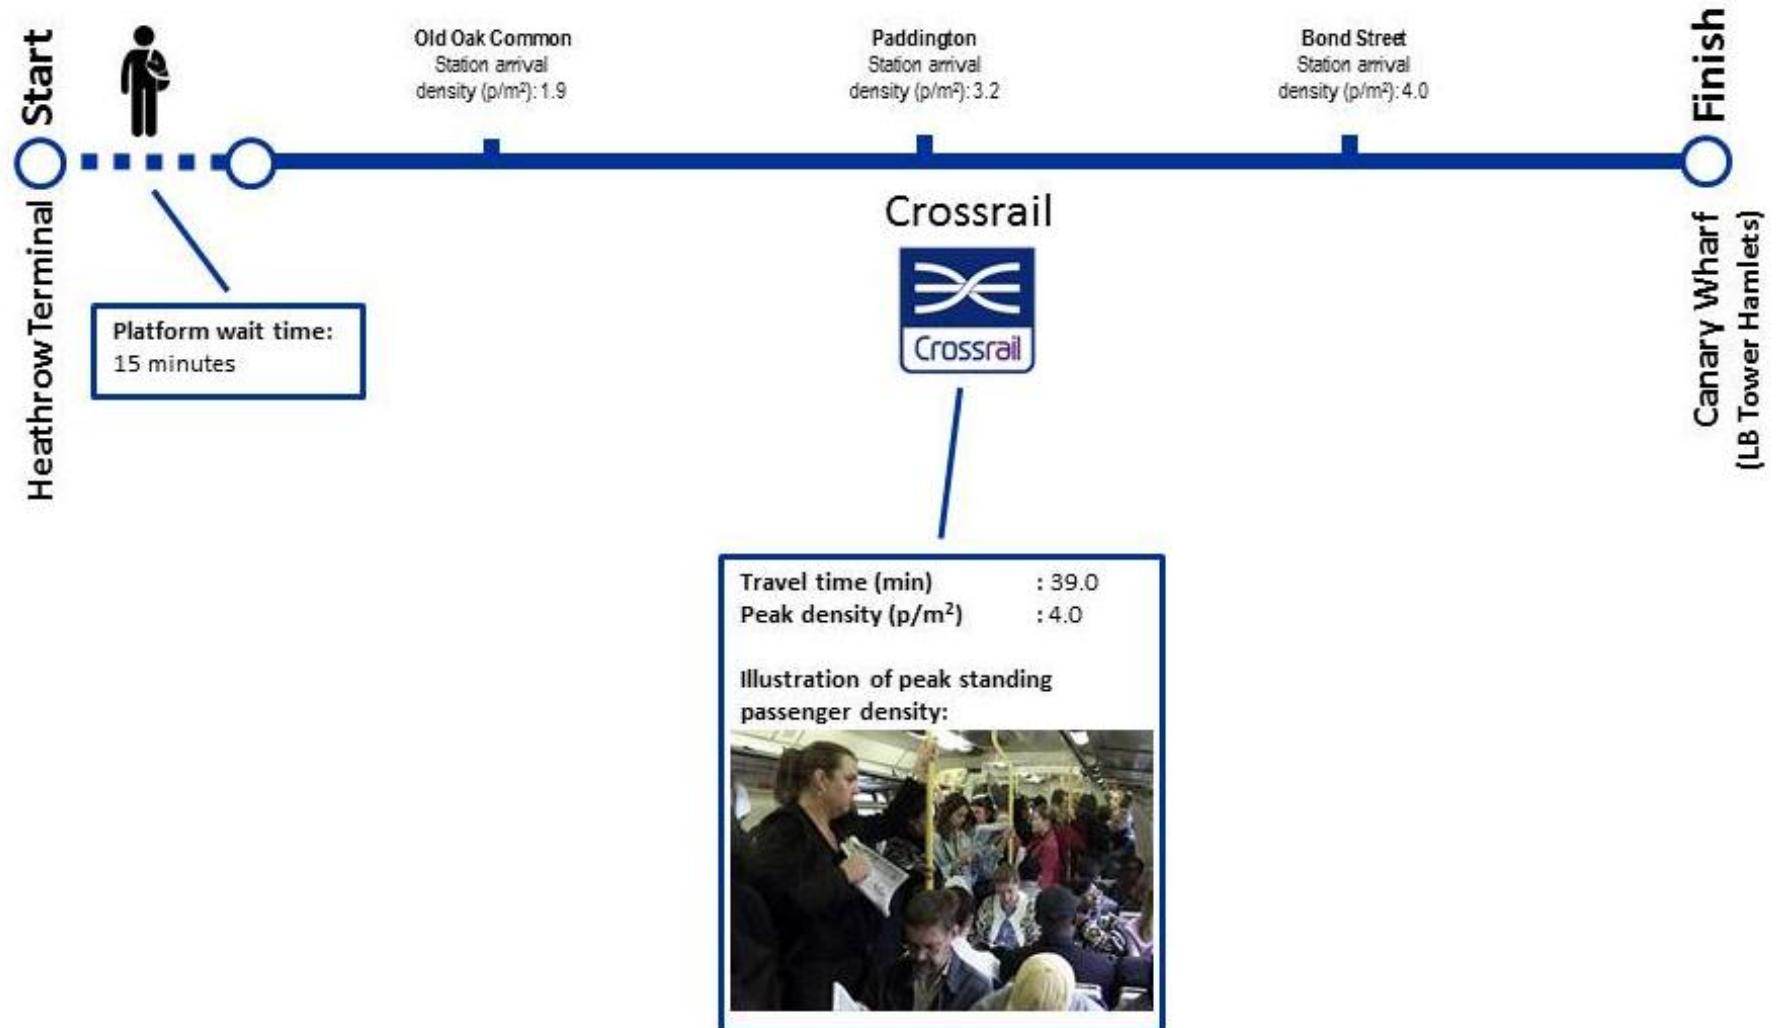 Start
Heathrow Terminal
Platform wait time:
15 minutes
Old Oak Common
Station arrival
density (p/m²): 1.9
Paddington
Station arrival
density (p/m²): 3.2
Bond Street
Station arrival
density (p/m²): 4.0
Finish
Canary Wharf
(LB Tower Hamlets)
Crossrail
Crossrail
Travel time (min) : 39.0
Peak density (p/m²) : 4.0
Illustration of peak standing
passenger density: